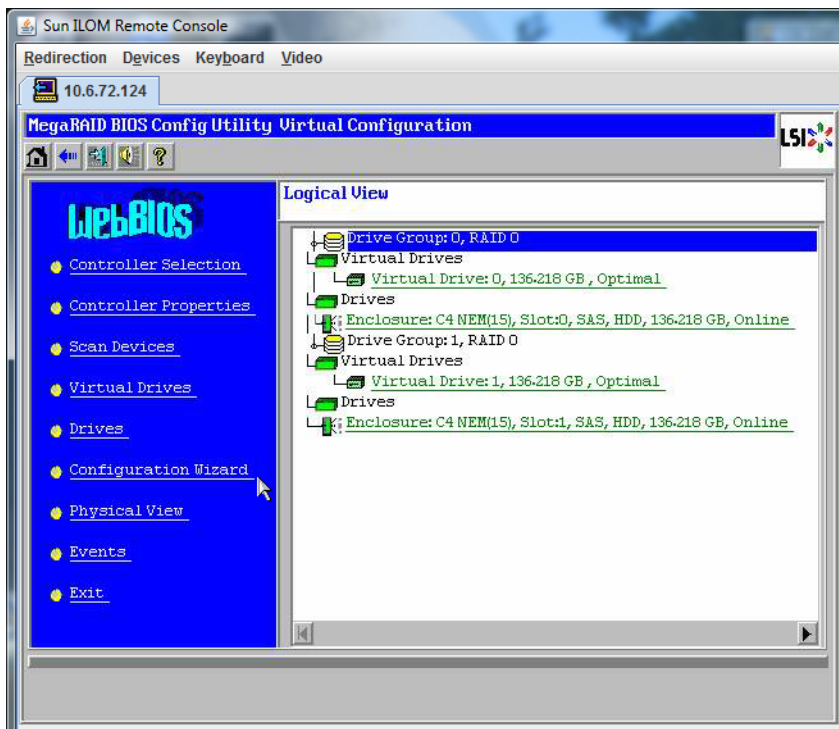 Sun ILOM Remote Console
Redirection Devices Keyboard Video
10.6.72.124
MegaRAID BIOS Config Utility Virtual Configuration
LSI
?
WebBIOS
Controller Selection
Controller Properties
Scan Devices
Virtual Drives
Drives
Configuration Wizard
Physical View
Events
Exit
Logical View
Drive Group: 0, RAID 0
Virtual Drives
Virtual Drive: 0, 136.218 GB , Optimal
Drives
Enclosure: C4 NEM(15), Slot:0, SAS, HDD, 136.218 GB, Online
Drive Group: 1, RAID 0
Virtual Drives
Virtual Drive: 1, 136.218 GB , Optimal
Drives
Enclosure: C4 NEM(15), Slot:1, SAS, HDD, 136.218 GB, Online